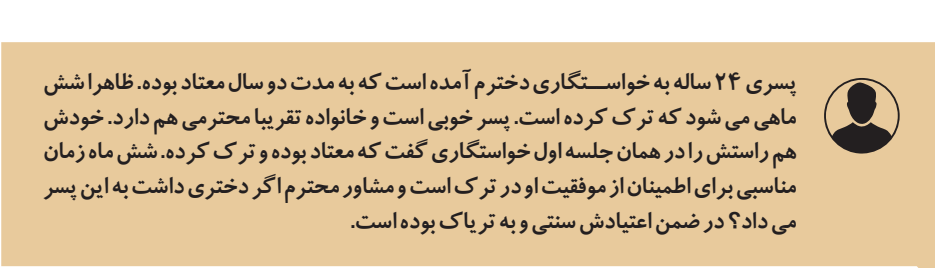 پسری ۲۴ ساله به خواستگاری دخترم آمده است که به مدت دو سال معتاد بوده. ظاهرا شش
ماهی می شود که ترک کرده است. پسر خوبی است و خانواده تقریبا محترمی هم دارد. خودش
هم راستش را در همان جلسه اول خواستگاری گفت که معتاد بوده و ترک کرده. شش ماه زمان
مناسبی برای اطمینان از موفقیت او در ترک است و مشاور محترم اگر دختری داشت به این پسر
می داد؟ در ضمن اعتیادش سنتی و به تریاک بوده است.